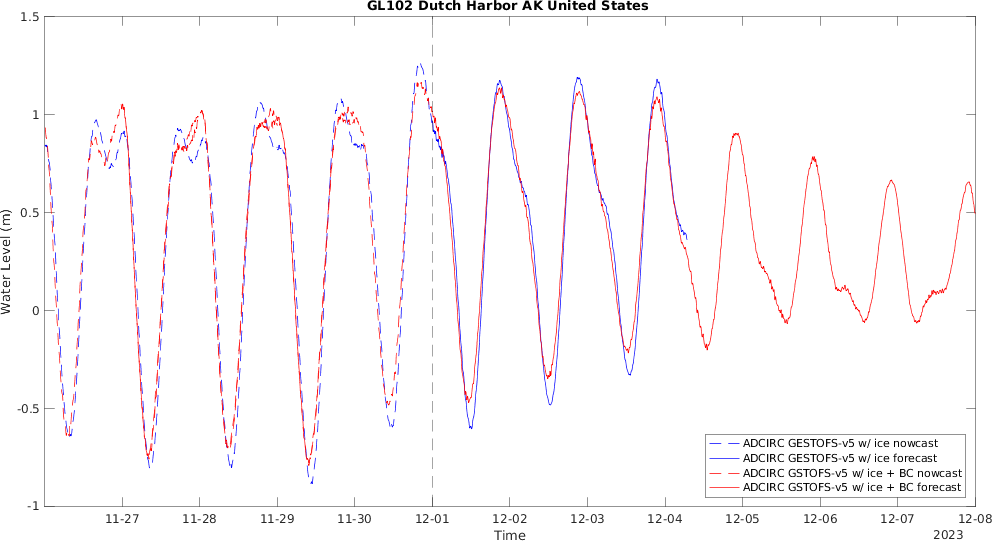 GL102 Dutch Harbor AK United States
1.5
1
0.5
0
-0.5
-1
Water Level (m)
11-27 11-28 11-29 11-30 12-01 12-02 12-03 12-04 12-05 12-06 12-07 12-08
Time
2023
ADCIRC GESTOFS-v5 w/ ice nowcast
ADCIRC GESTOFS-v5 w/ ice forecast
ADCIRC GSTOFS-v5 w/ ice + BC nowcast
ADCIRC GSTOFS-v5 w/ ice + BC forecast